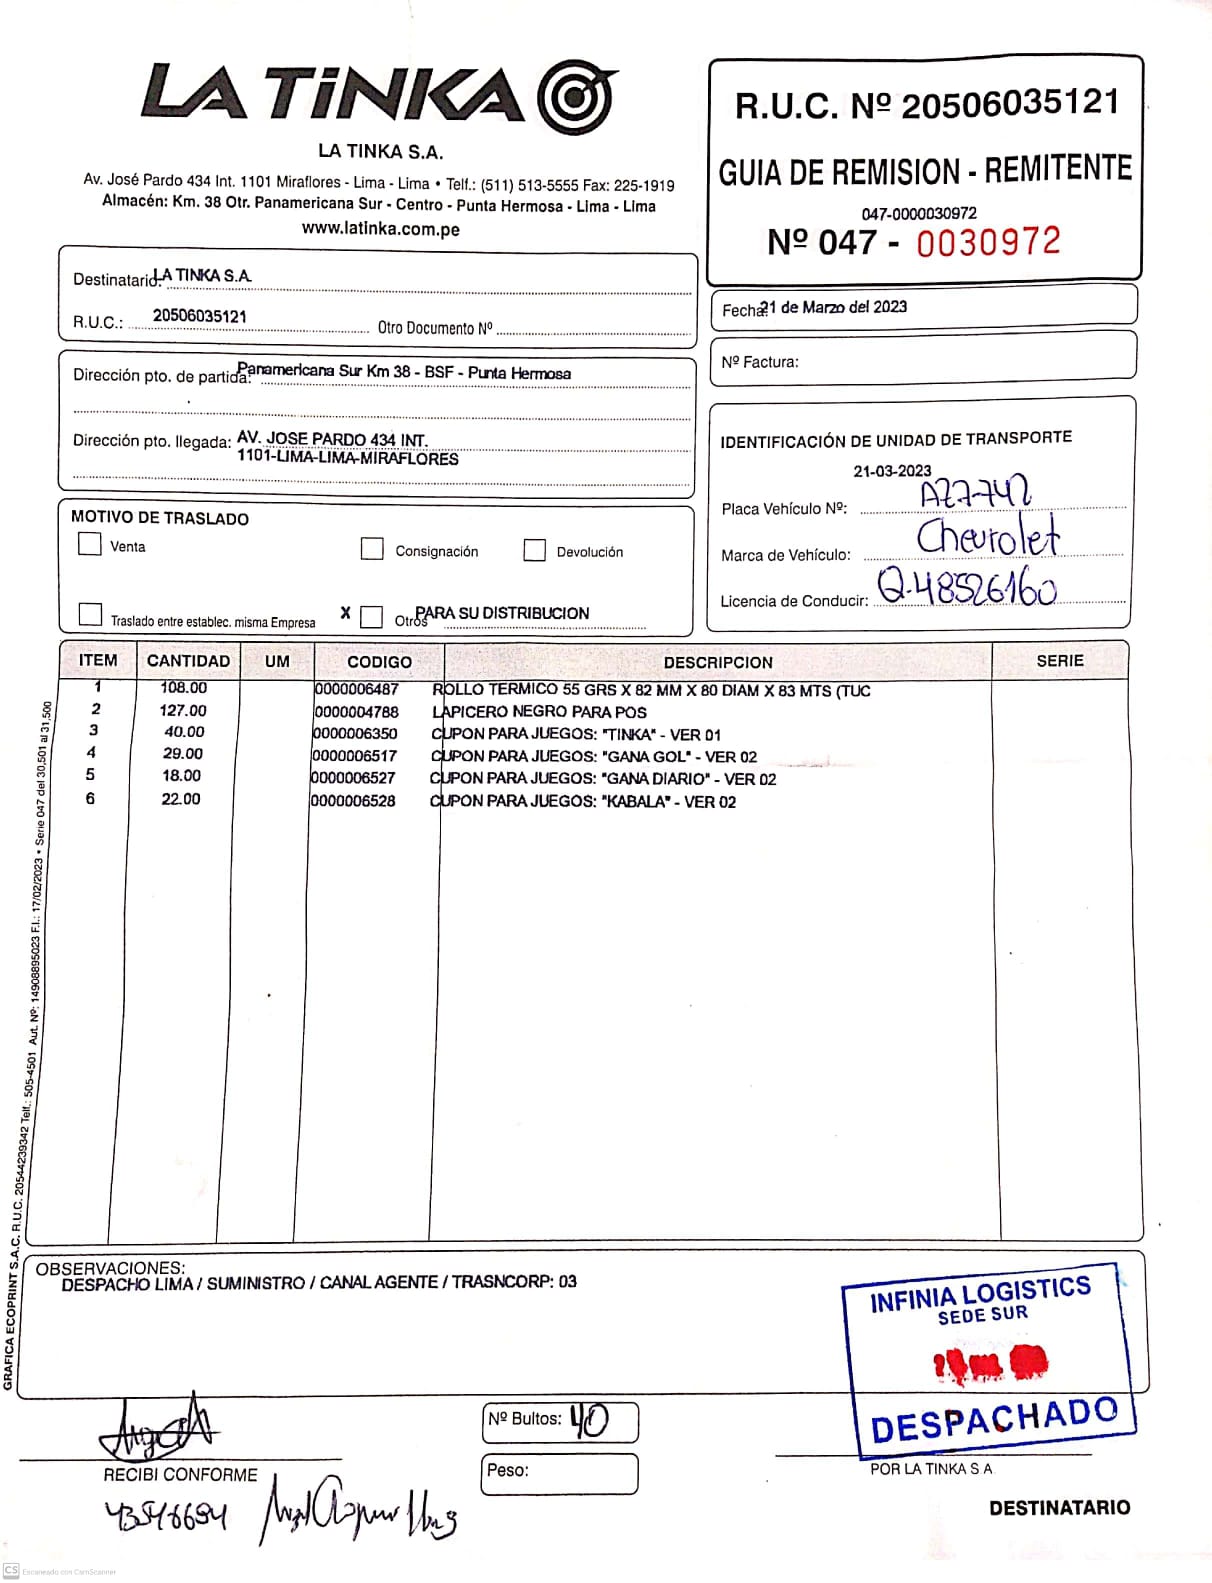 LA TiNKA
LA TINKA S.A.
Av. José Pardo 434 Int. 1101 Miraflores - Lima - Lima • Telf.: (511) 513-5555 Fax: 225-1919
Almacén: Km. 38 Otr. Panamericana Sur - Centro - Punta Hermosa - Lima - Lima
www.latinka.com.pe
R.U.C. Nº 20506035121
GUIA DE REMISION - REMITENTE
047-0000030972
Nº 047 - 0030972
Destinatario: LA TINKA S.A.
R.U.C.: 20506035121 Otro Documento Nº
Fecha: 21 de Marzo del 2023
Nº Factura:
Dirección pto. de partida: Panamericana Sur Km 38 - BSF - Punta Hermosa
Dirección pto. llegada: AV. JOSE PARDO 434 INT.
1101-LIMA-LIMA-MIRAFLORES
IDENTIFICACIÓN DE UNIDAD DE TRANSPORTE
21-03-2023
Placa Vehículo Nº: AZZ742
Marca de Vehículo: Chevrolet
Licencia de Conducir: Q-48526160
MOTIVO DE TRASLADO
Venta Consignación Devolución
Traslado entre establec. misma Empresa X Otros PARA SU DISTRIBUCION
ITEM CANTIDAD UM CODIGO DESCRIPCION SERIE
1 108.00 0000006487 ROLLO TERMICO 55 GRS X 82 MM X 80 DIAM X 83 MTS (TUC
2 127.00 0000004788 LAPICERO NEGRO PARA POS
3 40.00 0000006350 CUPON PARA JUEGOS: "TINKA" - VER 01
4 29.00 0000006517 CUPON PARA JUEGOS: "GANA GOL" - VER 02
5 18.00 0000006527 CUPON PARA JUEGOS: "GANA DIARIO" - VER 02
6 22.00 0000006528 CUPON PARA JUEGOS: "KABALA" - VER 02
GRAFICA ECOPRINT S.A.C. R.U.C. 20544239342 Telf.: 505-4501 Aut. Nº: 14908895023 F.I.: 17/02/2023 • Serie 047 del 30,501 al 31,500
OBSERVACIONES:
DESPACHO LIMA / SUMINISTRO / CANAL AGENTE / TRASNCORP: 03
INFINIA LOGISTICS
SEDE SUR
DESPACHADO
Nº Bultos: 40
Peso:
RECIBI CONFORME
POR LA TINKA S A.
DESTINATARIO
CS Escaneado con CamScanner